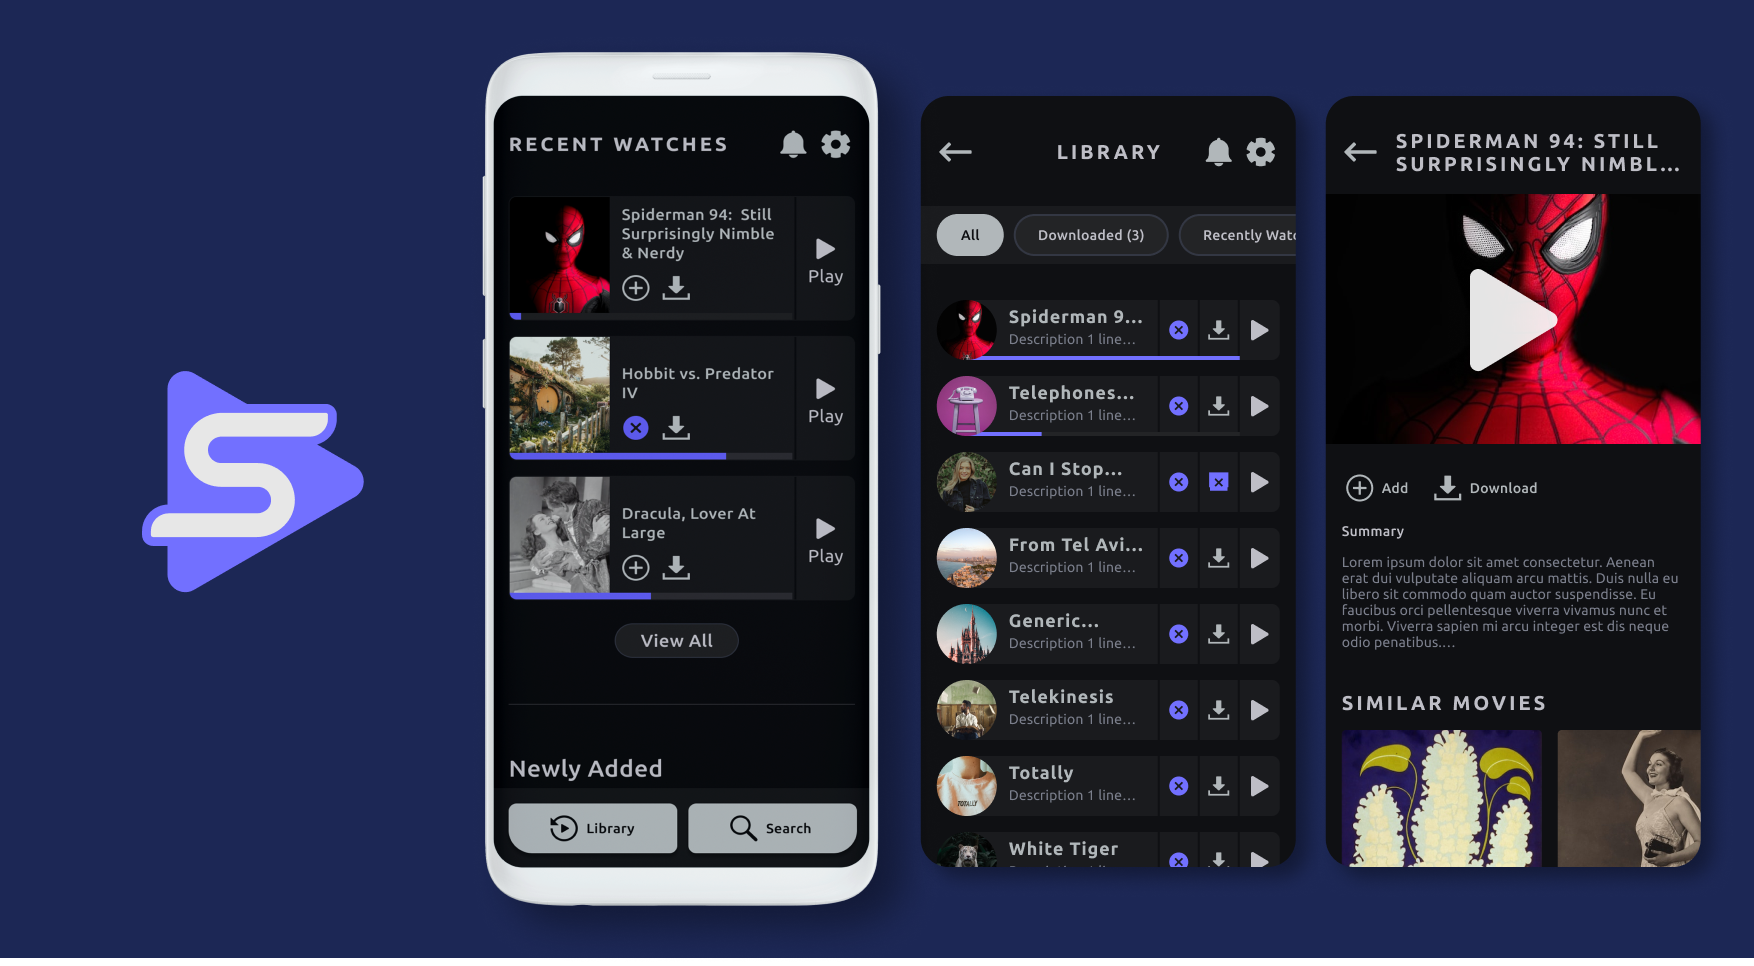 S
RECENT WATCHES
Spiderman 94: Still
Surprisingly Nimble
& Nerdy
Play
Hobbit vs. Predator
IV
Play
Dracula, Lover At
Large
Play
View All
Newly Added
Library
Search
LIBRARY
All
Downloaded (3)
Recently Watc
Spiderman 9...
Description 1 line...
Telephones...
Description 1 line...
Can I Stop...
Description 1 line...
From Tel Avi...
Description 1 line...
Generic...
Description 1 line...
Telekinesis
Description 1 line...
TOTALLY
Totally
Description 1 line...
White Tiger
SPIDERMAN 94: STILL
SURPRISINGLY NIMBL...
Add
Download
Summary
Lorem ipsum dolor sit amet consectetur. Aenean
erat dui vulputate aliquam arcu mattis. Duis nulla eu
libero sit commodo quam auctor suspendisse. Eu
faucibus orci pellentesque viverra vivamus nunc et
morbi. Viverra sapien mi arcu integer est dis neque
odio penatibus....
SIMILAR MOVIES